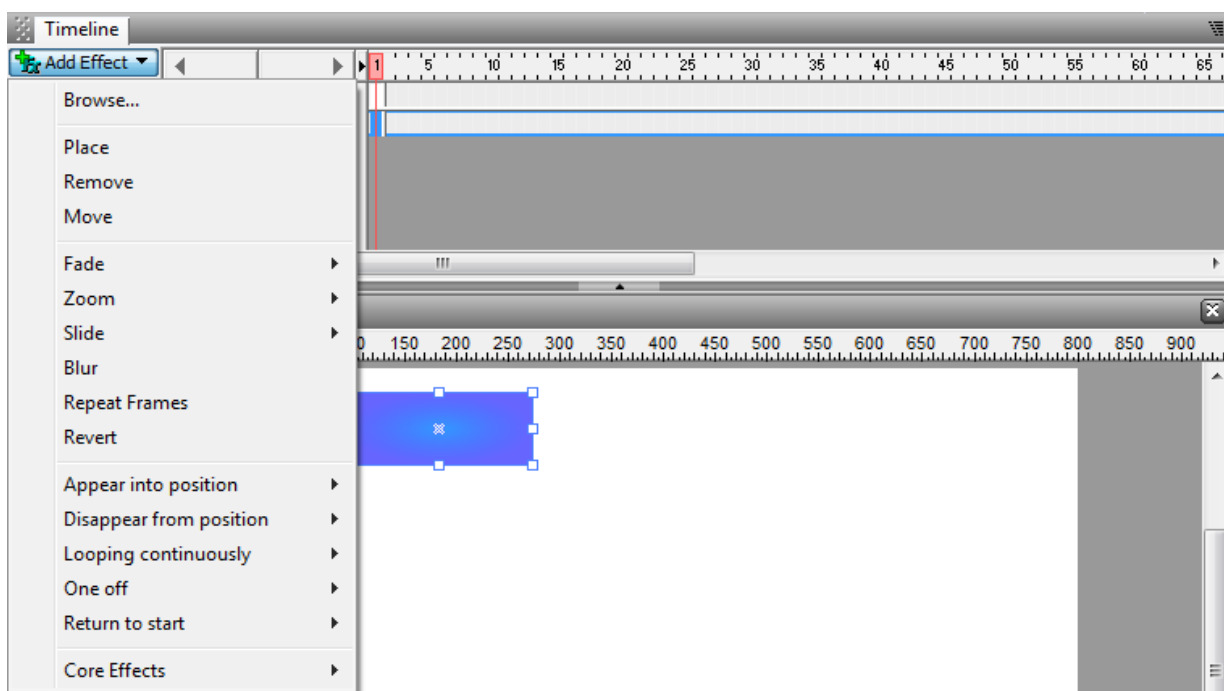 Timeline
Add Effect
1 5 10 15 20 25 30 35 40 45 50 55 60 65
Browse...
Place
Remove
Move
Fade
Zoom
Slide
0 150 200 250 300 350 400 450 500 550 600 650 700 750 800 850 900
Blur
Repeat Frames
Revert
Appear into position
Disappear from position
Looping continuously
One off
Return to start
Core Effects